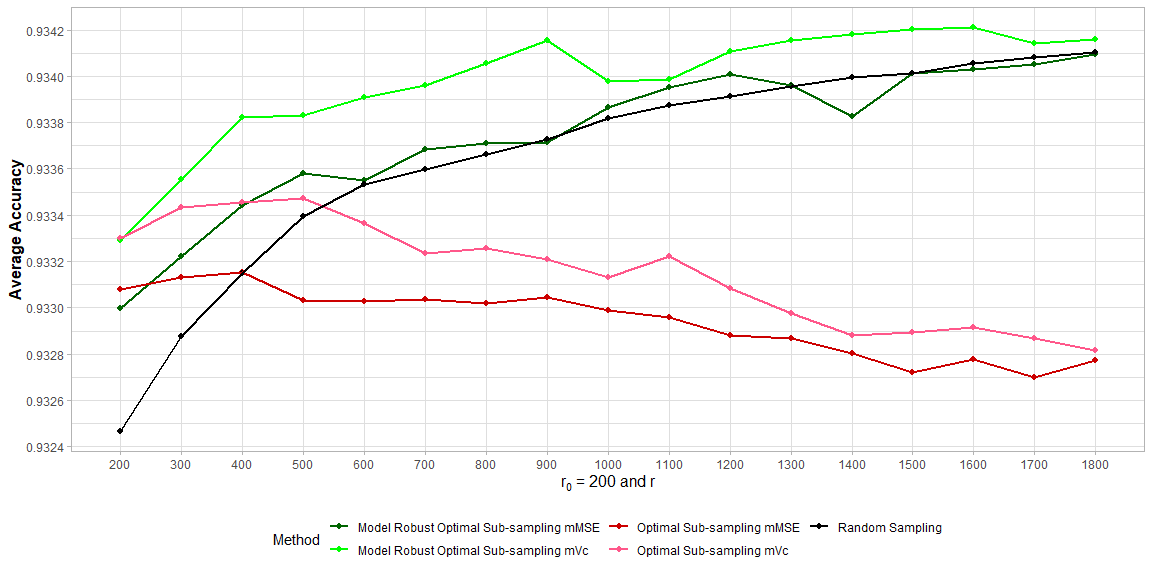 Average Accuracy
0.9342
0.9340
0.9338
0.9336
0.9334
0.9332
0.9330
0.9328
0.9326
0.9324
200 300 400 500 600 700 800 900 1000 1100 1200 1300 1400 1500 1600 1700 1800
r0 = 200 and r
Method
Model Robust Optimal Sub-sampling mMSE
Optimal Sub-sampling mMSE
Random Sampling
Model Robust Optimal Sub-sampling mVc
Optimal Sub-sampling mVc